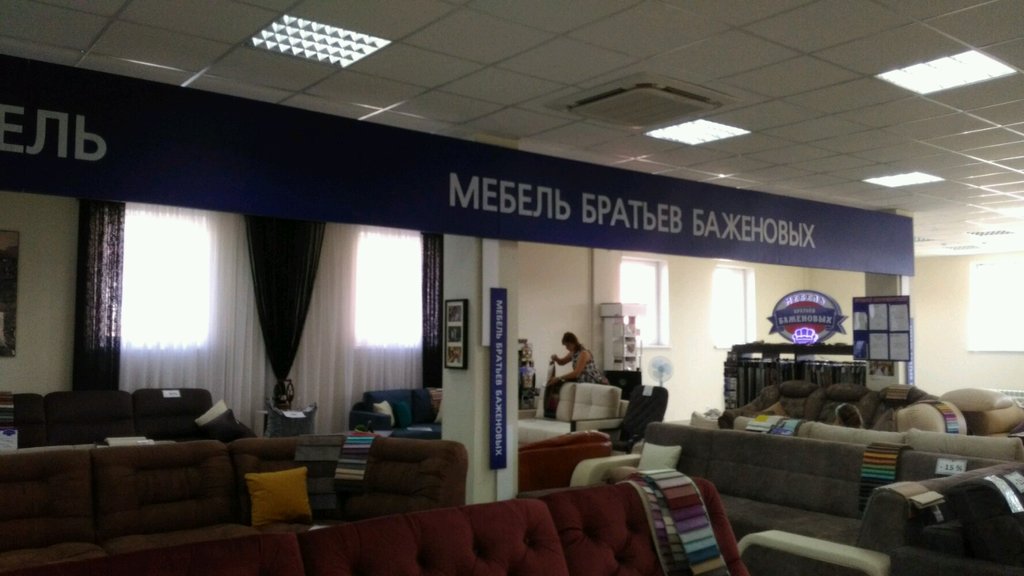 ЕЛЬ
МЕБЕЛЬ БРАТЬЕВ БАЖЕНОВЫХ
МЕБЕЛЬ БРАТЬЕВ БАЖЕНОВЫХ
МЕБЕЛЬ
БРАТЬЕВ
БАЖЕНОВЫХ
- 15 %